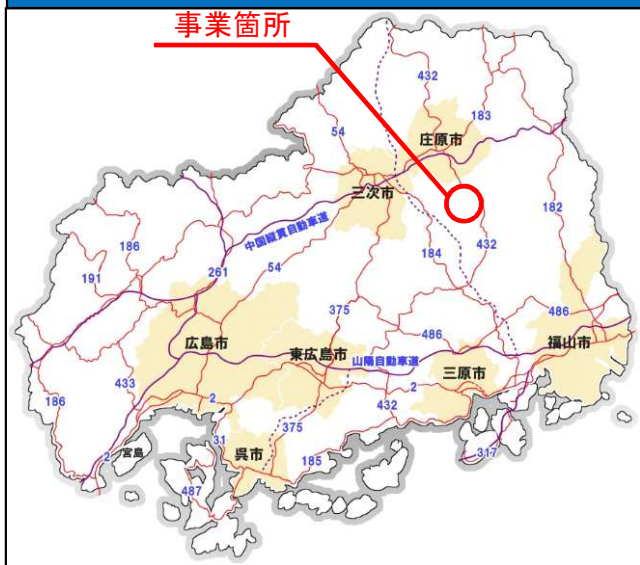 事業箇所
432
183
54
庄原市
三次市
182
中国縦貫自動車道
432
186
184
191
261
54
375
486
486
広島市
福山市
東広島市
山陽自動車道
三原市
433
186
2
2
432
375
31
317
2
宮島
呉市
185
487